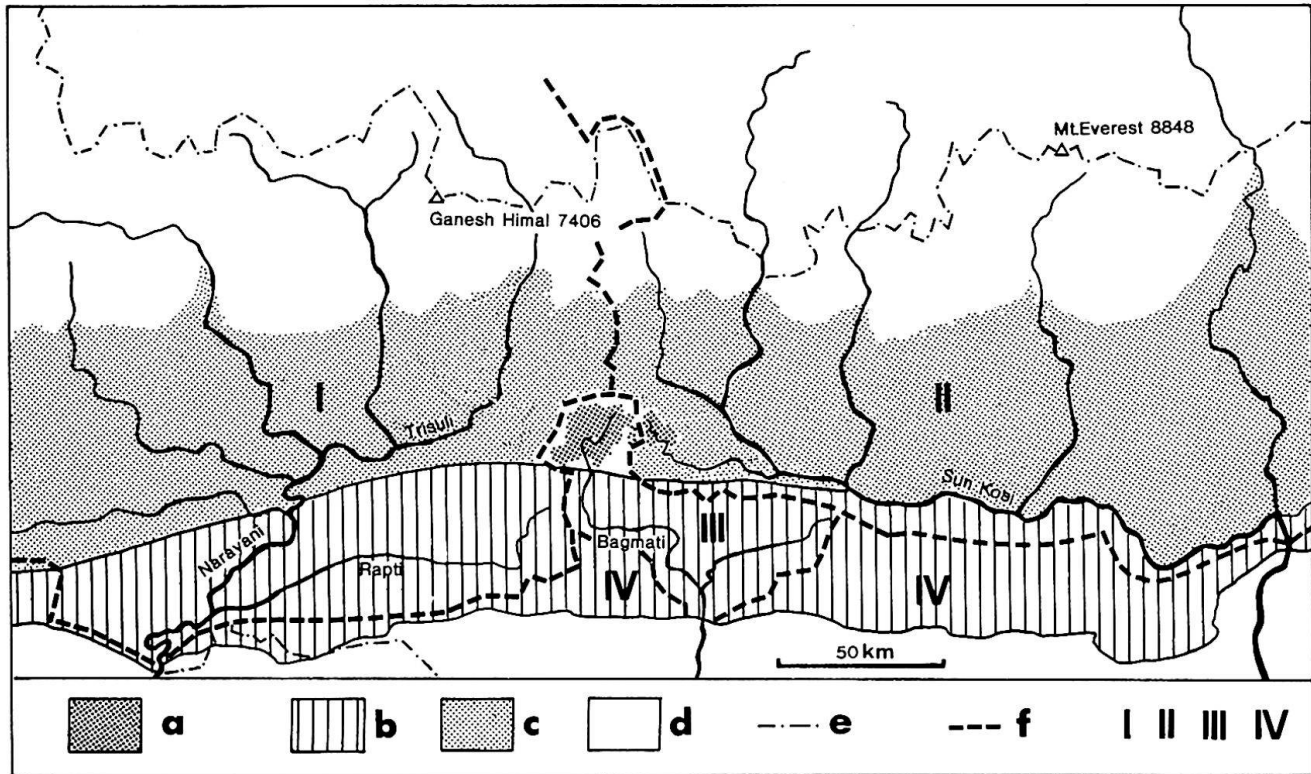 Mt.Everest 8848
Ganesh Himal 7406
I
II
Trisuli
Sun Kosi
Narayani
III
Bagmati
Rapti
IV
IV
50 km
a b c d e f I II III IV